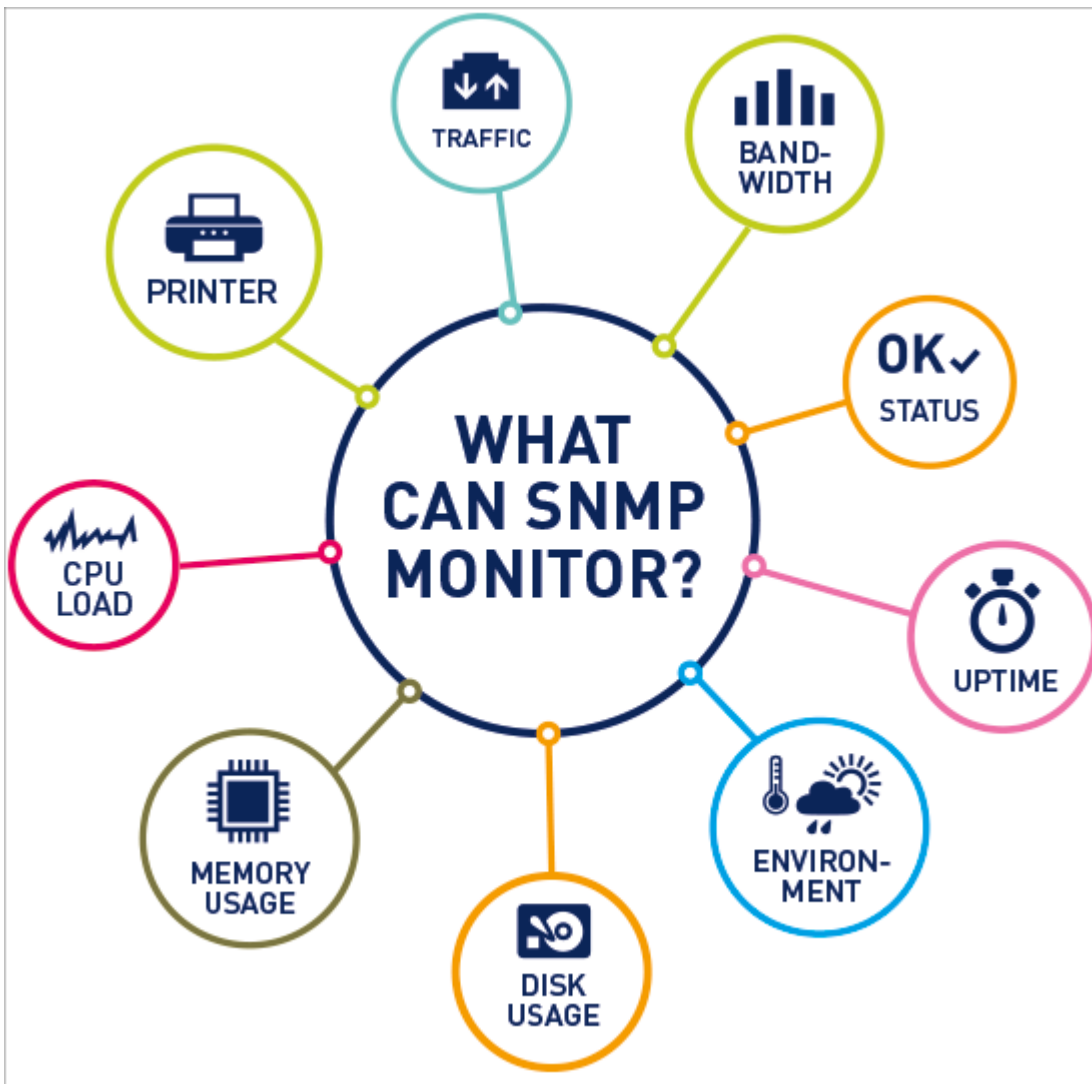 TRAFFIC
BAND-
WIDTH
PRINTER
OK
STATUS
WHAT
CAN SNMP
MONITOR?
CPU
LOAD
UPTIME
MEMORY
USAGE
ENVIRON-
MENT
DISK
USAGE